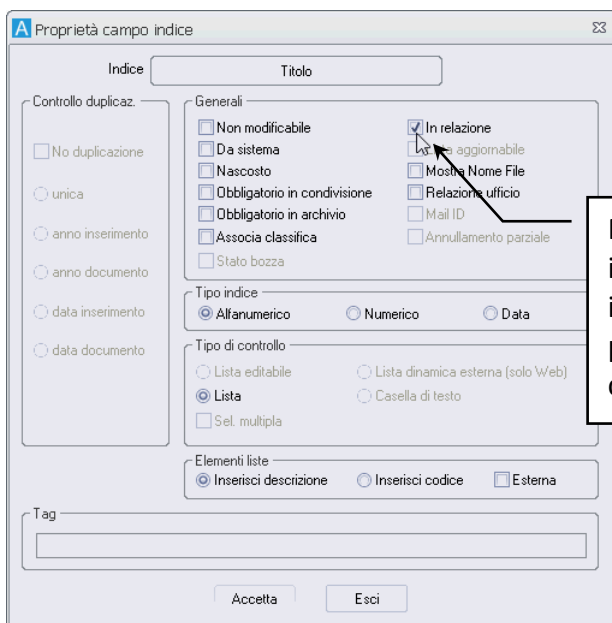 Proprietà campo indice
Indice
Titolo
Controllo duplicaz.
No duplicazione
unica
anno inserimento
anno documento
data inserimento
data documento
Generali
Non modificabile
In relazione
Da sistema
aggiornabile
Nascosto
Mostra Nome File
Obbligatorio in condivisione
Relazione ufficio
Obbligatorio in archivio
Mail ID
Associa classifica
Annullamento parziale
Stato bozza
Tipo indice
Alfanumerico
Numerico
Data
Tipo di controllo
Lista editabile
Lista dinamica esterna (solo Web)
Lista
Casella di testo
Sel. multipla
Elementi liste
Inserisci descrizione
Inserisci codice
Esterna
Tag
Accetta
Esci